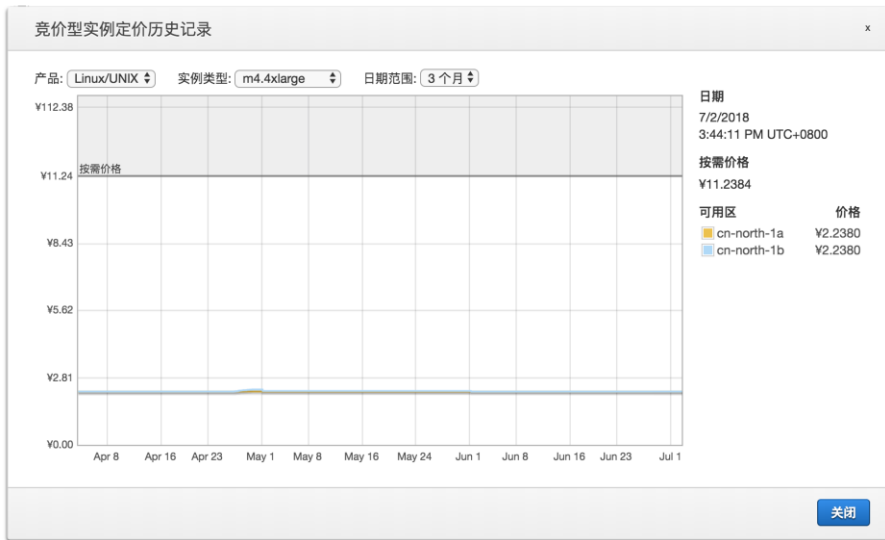 竞价型实例定价历史记录
x
产品: Linux/UNIX 实例类型: m4.4xlarge 日期范围: 3 个月
¥112.38
按需价格
¥11.24
¥8.43
¥5.62
¥2.81
¥0.00
Apr 8 Apr 16 Apr 23 May 1 May 8 May 16 May 24 Jun 1 Jun 8 Jun 16 Jun 23 Jul 1
日期
7/2/2018
3:44:11 PM UTC+0800
按需价格
¥11.2384
可用区 价格
cn-north-1a ¥2.2380
cn-north-1b ¥2.2380
关闭